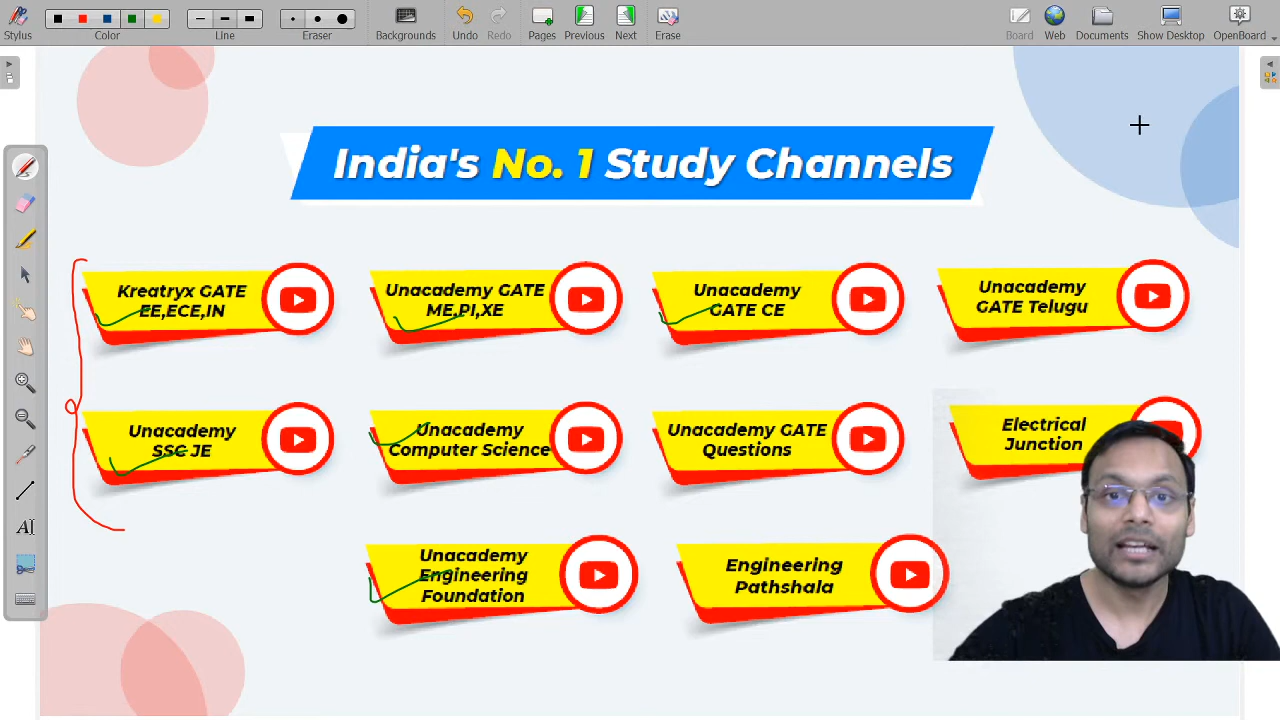 Stylus
Color
Line
Eraser
Backgrounds
Undo
Redo
Pages
Previous
Next
Erase
Board
Web
Documents
Show Desktop
OpenBoard
India's No. 1 Study Channels
Kreatryx GATE
EE,ECE,IN
Unacademy GATE
ME,PI,XE
Unacademy
GATE CE
Unacademy
GATE Telugu
Unacademy
SSC JE
Unacademy
Computer Science
Unacademy GATE
Questions
Electrical
Junction
Unacademy
Engineering
Foundation
Engineering
Pathshala
AI